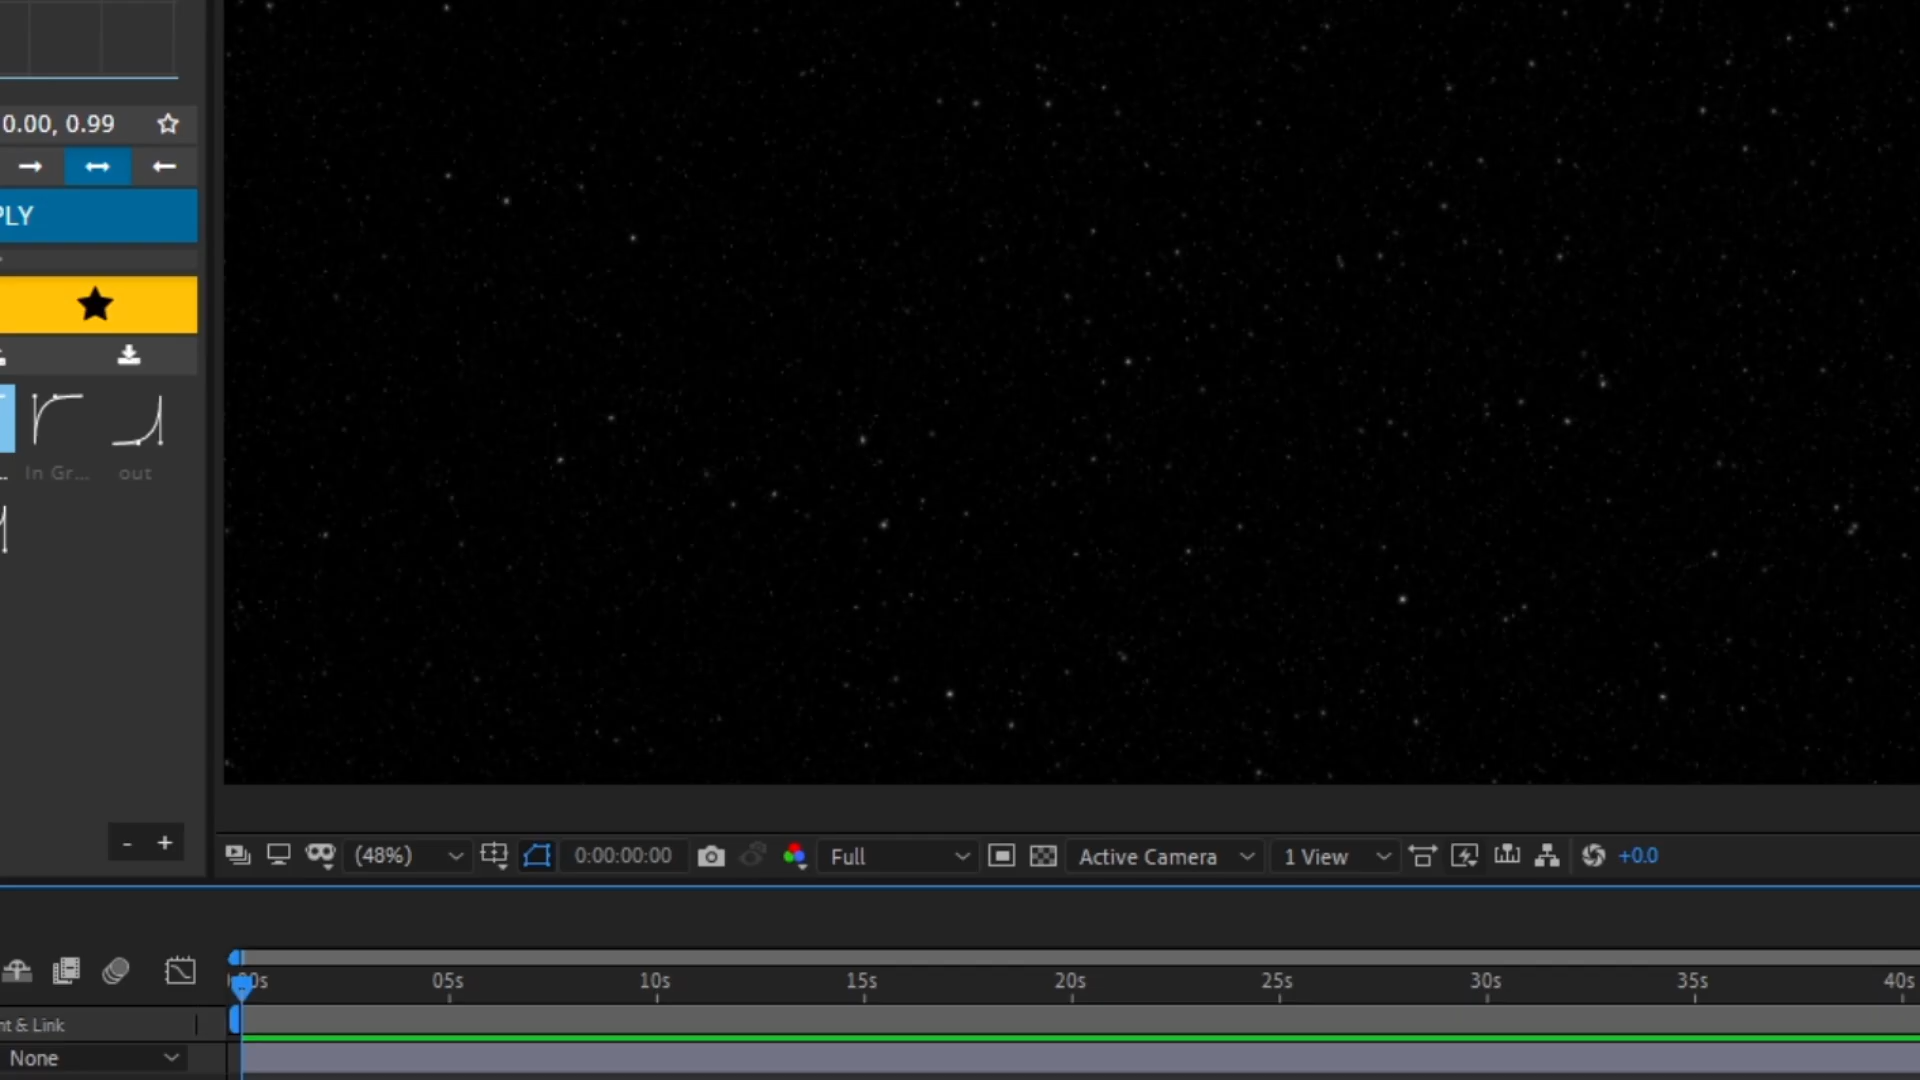 0.00, 0.99
PLY
In Gr... out
- +
(48%) 0:00:00:00 Full Active Camera 1 View +0.0
00s 05s 10s 15s 20s 25s 30s 35s 40s
nt & Link
None